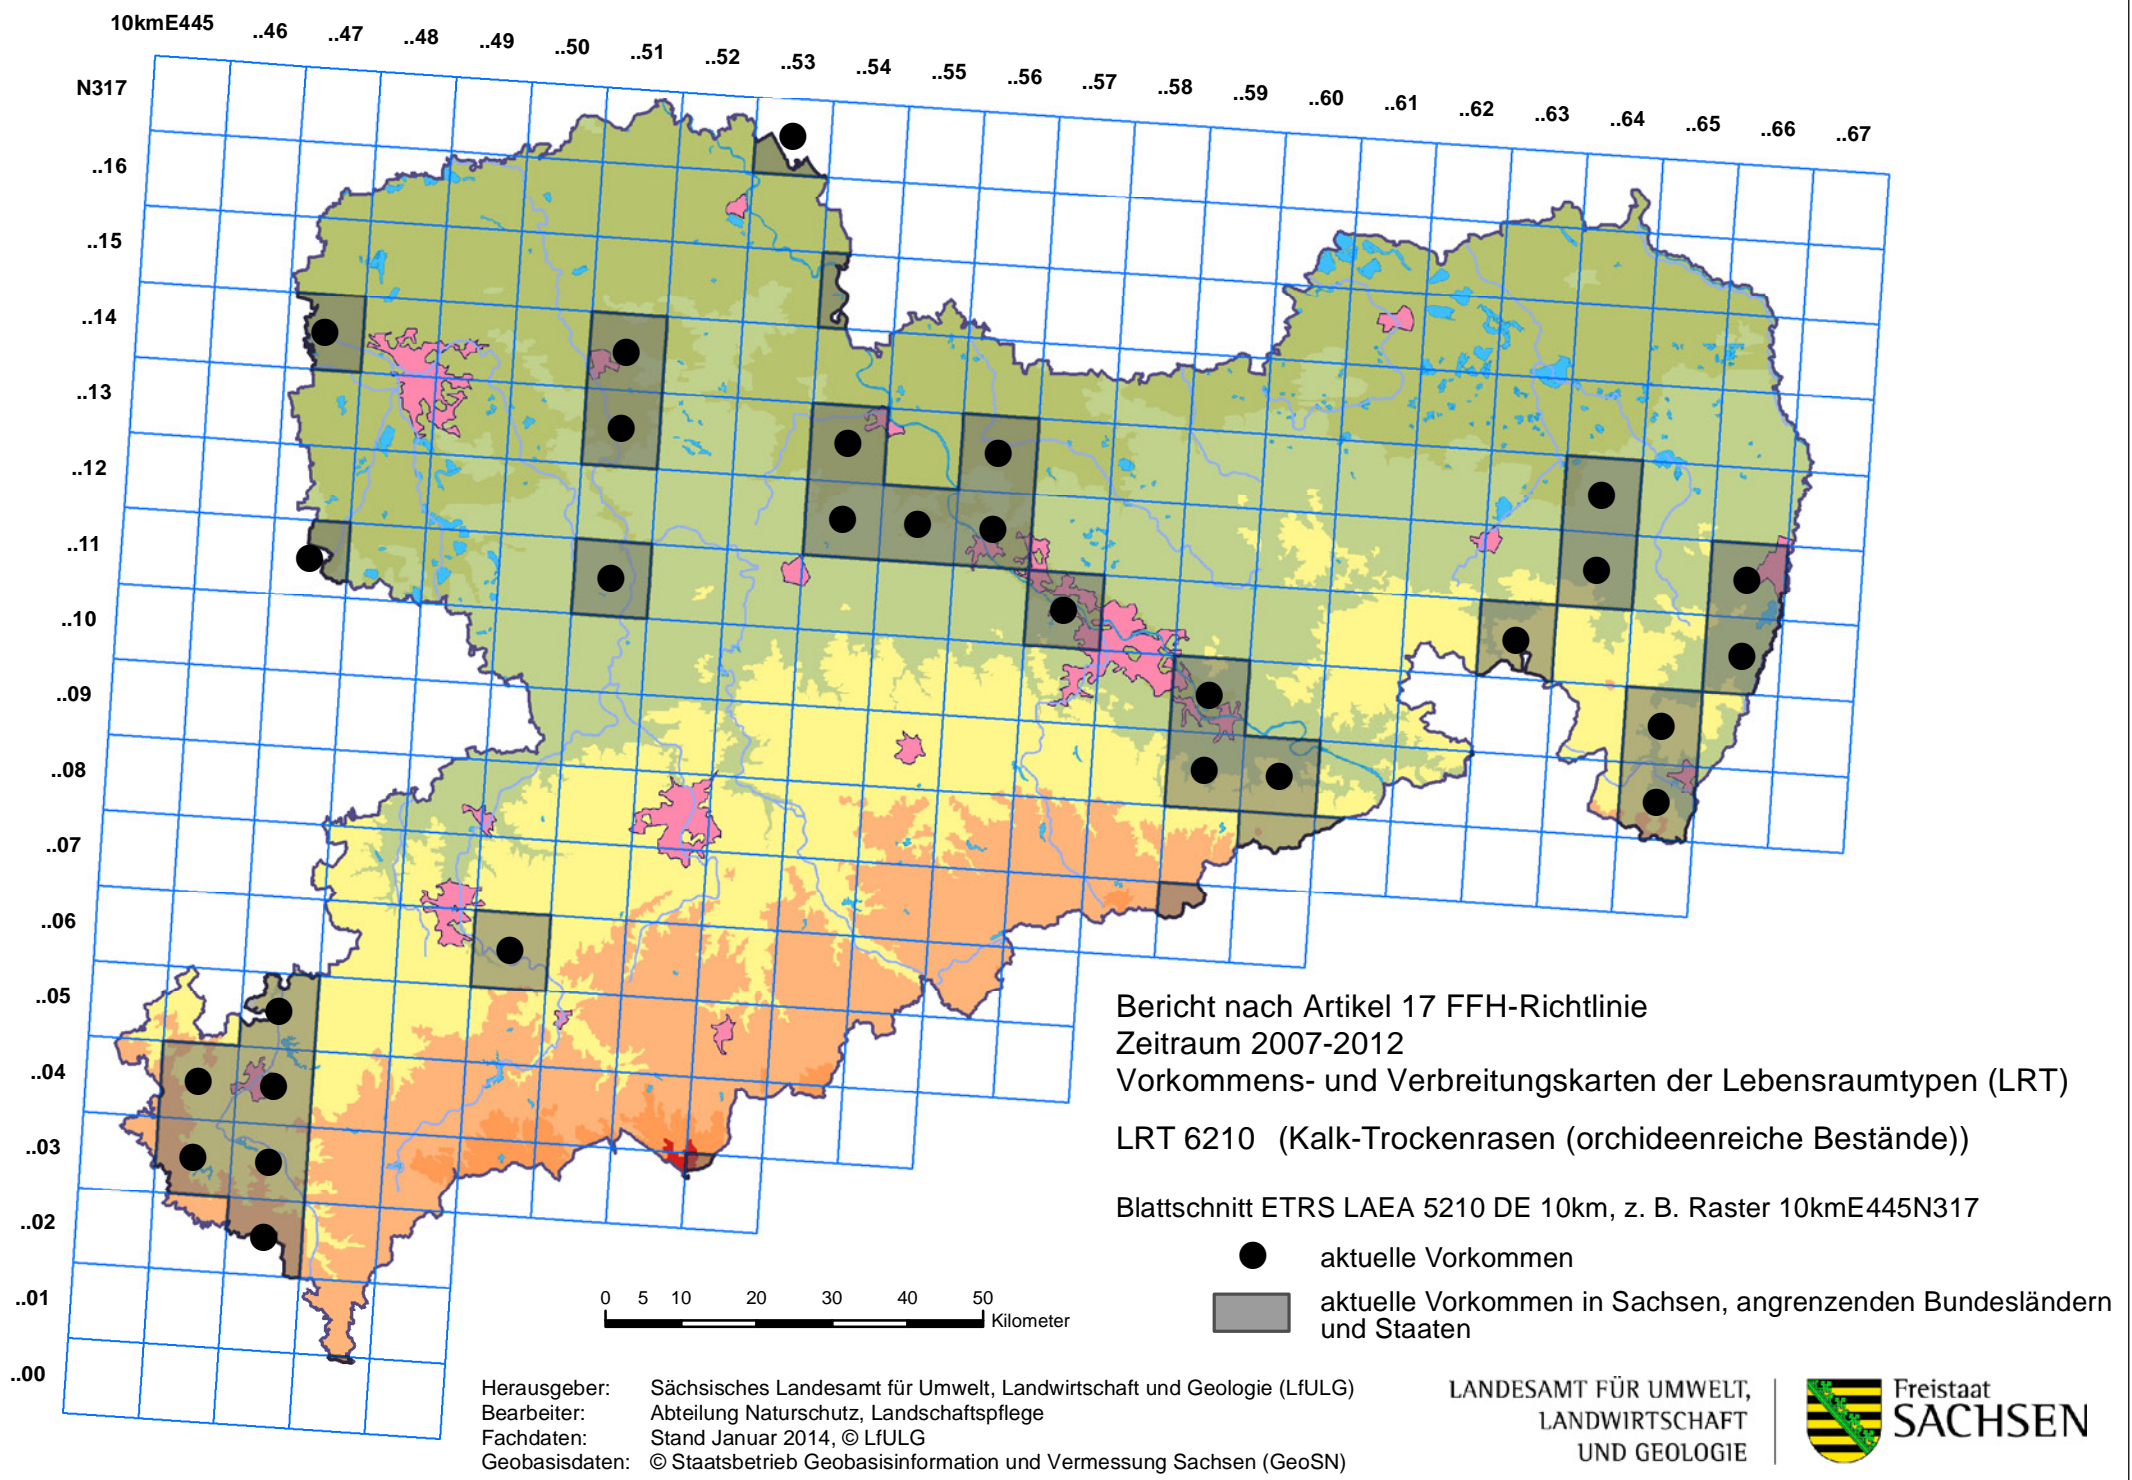 10kmE445 ..46 ..47 ..48 ..49 ..50 ..51 ..52 ..53 ..54 ..55 ..56 ..57 ..58 ..59 ..60 ..61 ..62 ..63 ..64 ..65 ..66 ..67
N317
..16
..15
..14
..13
..12
..11
..10
..09
..08
..07
..06
..05
..04
..03
..02
..01
..00
Bericht nach Artikel 17 FFH-Richtlinie
Zeitraum 2007-2012
Vorkommens- und Verbreitungskarten der Lebensraumtypen (LRT)
LRT 6210 (Kalk-Trockenrasen (orchideenreiche Bestände))
Blattschnitt ETRS LAEA 5210 DE 10km, z. B. Raster 10kmE445N317
aktuelle Vorkommen
aktuelle Vorkommen in Sachsen, angrenzenden Bundesländern
und Staaten
0 5 10 20 30 40 50
Kilometer
Herausgeber: Sächsisches Landesamt für Umwelt, Landwirtschaft und Geologie (LfULG)
Bearbeiter: Abteilung Naturschutz, Landschaftspflege
Fachdaten: Stand Januar 2014, © LfULG
Geobasisdaten: © Staatsbetrieb Geobasisinformation und Vermessung Sachsen (GeoSN)
LANDESAMT FÜR UMWELT,
LANDWIRTSCHAFT
UND GEOLOGIE
Freistaat
SACHSEN